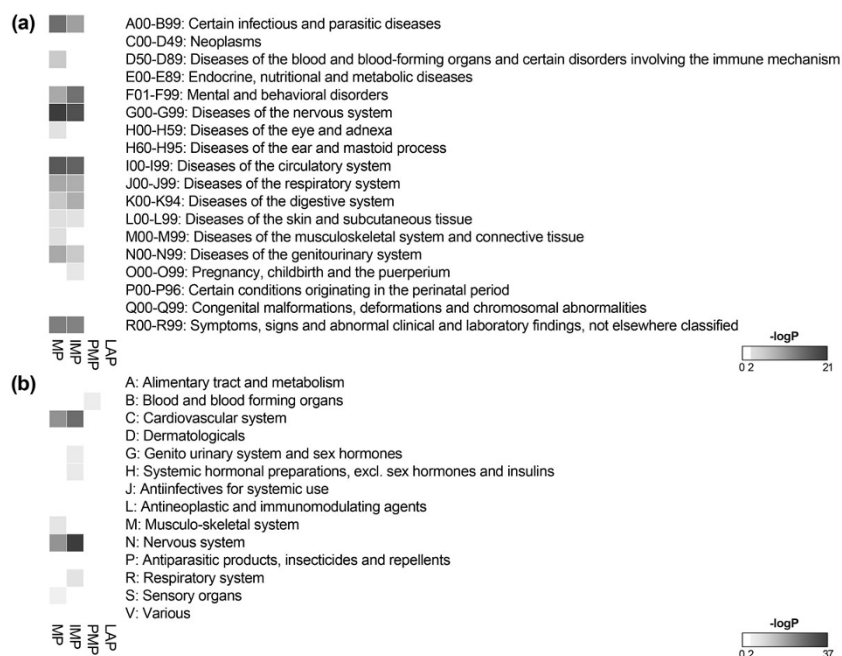 (a)
A00-B99: Certain infectious and parasitic diseases
C00-D49: Neoplasms
D50-D89: Diseases of the blood and blood-forming organs and certain disorders involving the immune mechanism
E00-E89: Endocrine, nutritional and metabolic diseases
F01-F99: Mental and behavioral disorders
G00-G99: Diseases of the nervous system
H00-H59: Diseases of the eye and adnexa
H60-H95: Diseases of the ear and mastoid process
I00-I99: Diseases of the circulatory system
J00-J99: Diseases of the respiratory system
K00-K94: Diseases of the digestive system
L00-L99: Diseases of the skin and subcutaneous tissue
M00-M99: Diseases of the musculoskeletal system and connective tissue
N00-N99: Diseases of the genitourinary system
O00-O99: Pregnancy, childbirth and the puerperium
P00-P96: Certain conditions originating in the perinatal period
Q00-Q99: Congenital malformations, deformations and chromosomal abnormalities
R00-R99: Symptoms, signs and abnormal clinical and laboratory findings, not elsewhere classified
MP IMP PMP LAP
-logP
0 2 21
(b)
A: Alimentary tract and metabolism
B: Blood and blood forming organs
C: Cardiovascular system
D: Dermatologicals
G: Genito urinary system and sex hormones
H: Systemic hormonal preparations, excl. sex hormones and insulins
J: Antiinfectives for systemic use
L: Antineoplastic and immunomodulating agents
M: Musculo-skeletal system
N: Nervous system
P: Antiparasitic products, insecticides and repellents
R: Respiratory system
S: Sensory organs
V: Various
MP IMP PMP LAP
-logP
0 2 37